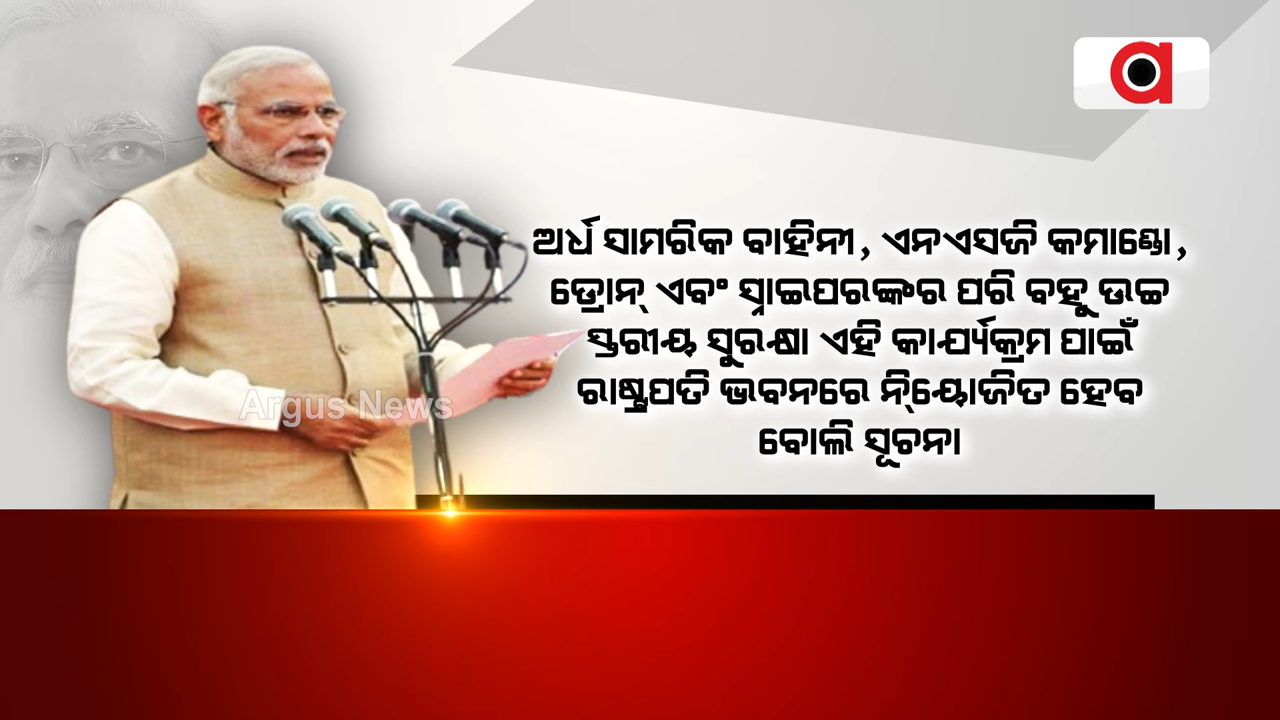 ଅର୍ଧ ସାମରିକ ବାହିନୀ, ଏନଏସଜି କମାଣ୍ଡୋ,
ଡ୍ରୋନ୍ ଏବଂ ସ୍ନାଇପରଙ୍କର ପରି ବହୁ ଉଚ୍ଚ
ସ୍ତରୀୟ ସୁରକ୍ଷା ଏହି କାର୍ଯ୍ୟକ୍ରମ ପାଇଁ
ରାଷ୍ଟ୍ରପତି ଭବନରେ ନିୟୋଜିତ ହେବ
ବୋଲି ସୂଚନା
Argus News